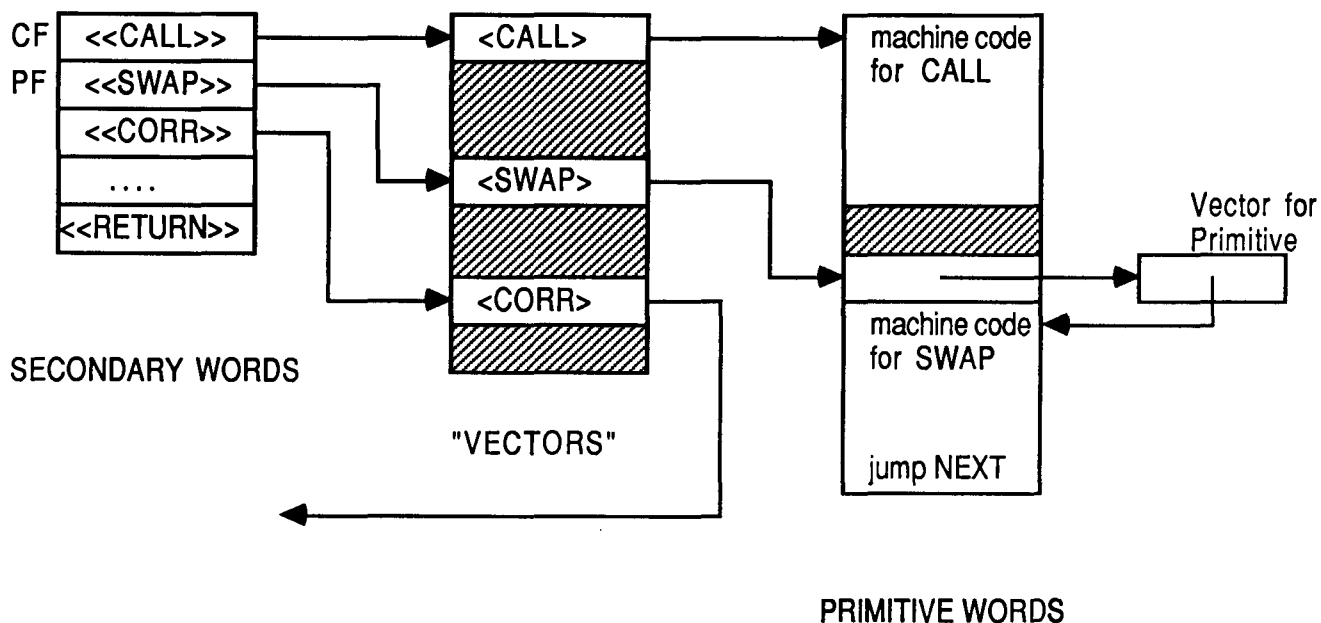 CF <<CALL>> <CALL> machine code
for CALL
PF <<SWAP>>
<<CORR>>
....
<SWAP>
<<RETURN>>
Vector for
Primitive
<CORR>
machine code
for SWAP
SECONDARY WORDS
"VECTORS"
jump NEXT
PRIMITIVE WORDS